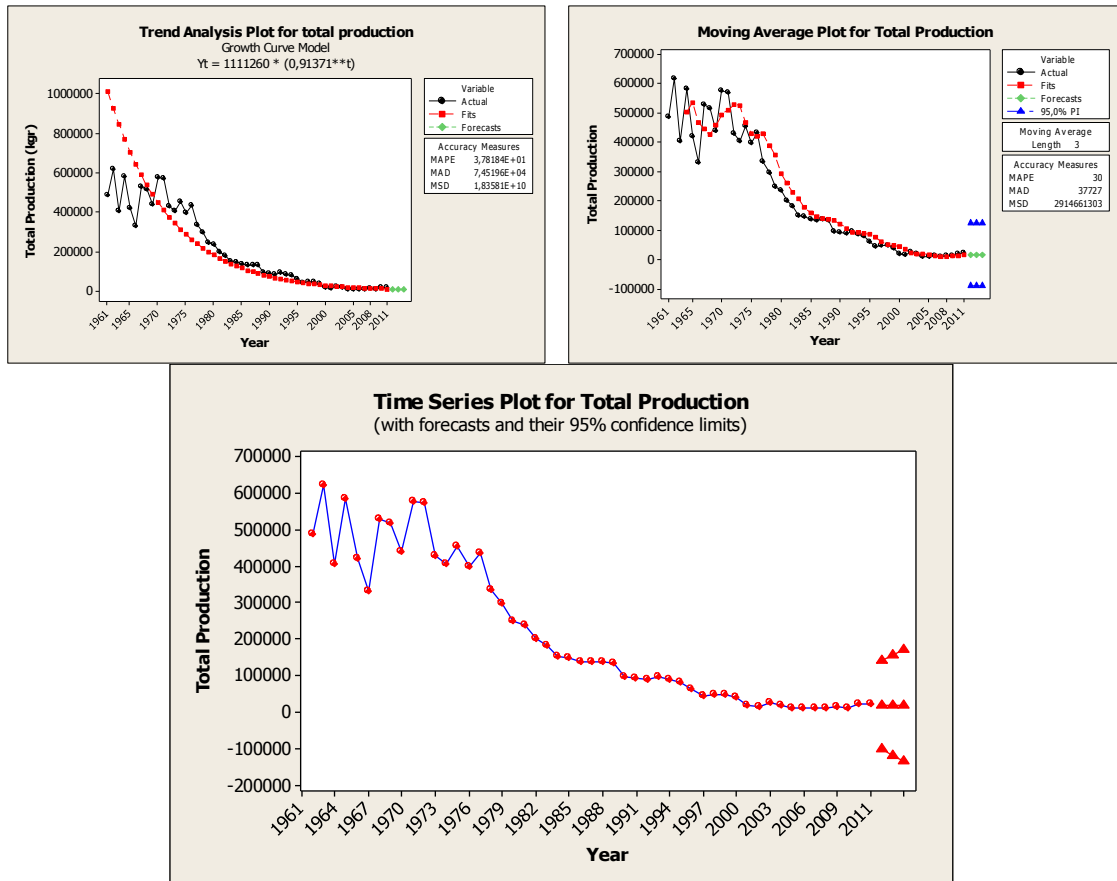 Trend Analysis Plot for total production
Growth Curve Model
Yt = 1111260 * (0,91371**t)
Total Production (kgr)
1000000
800000
600000
400000
200000
0
1961
1965
1970
1975
1980
1985
1990
1995
2000
2005
2008
2011
Year
Variable
Actual
Fits
Forecasts
Accuracy Measures
MAPE 3,78184E+01
MAD 7,45196E+04
MSD 1,83581E+10
Moving Average Plot for Total Production
Total Production
700000
600000
500000
400000
300000
200000
100000
0
-100000
1961
1965
1970
1975
1980
1985
1990
1995
2000
2005
2008
2011
Year
Variable
Actual
Fits
Forecasts
95,0% PI
Moving Average
Length 3
Accuracy Measures
MAPE 30
MAD 37727
MSD 2914661303
Time Series Plot for Total Production
(with forecasts and their 95% confidence limits)
Total Production
700000
600000
500000
400000
300000
200000
100000
0
-100000
-200000
1961
1964
1967
1970
1973
1976
1979
1982
1985
1988
1991
1994
1997
2000
2003
2006
2009
2011
Year